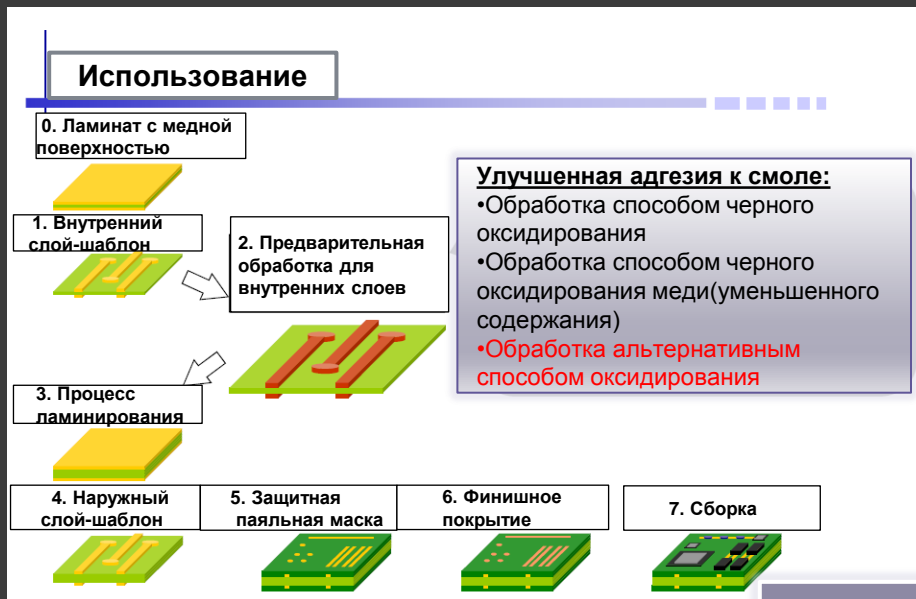 Использование
0. Ламинат с медной
поверхностью
1. Внутренний
слой-шаблон
2. Предварительная
обработка для
внутренних слоев
Улучшенная адгезия к смоле:
•Обработка способом черного
оксидирования
•Обработка способом черного
оксидирования меди(уменьшенного
содержания)
•Обработка альтернативным
способом оксидирования
3. Процесс
ламинирования
4. Наружный
слой-шаблон
5. Защитная
паяльная маска
6. Финишное
покрытие
7. Сборка